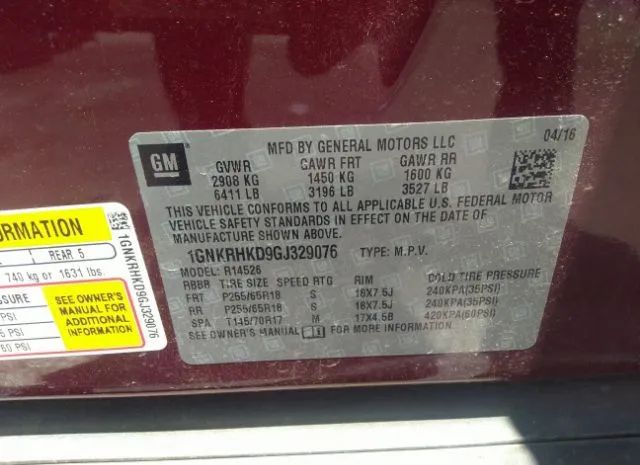 MFD BY GENERAL MOTORS LLC
04/16
GM
GVWR GAWR FRT GAWR RR
2908 KG 1450 KG 1600 KG
6411 LB 3196 LB 3527 LB
THIS VEHICLE CONFORMS TO ALL APPLICABLE U.S. FEDERAL MOTOR
VEHICLE SAFETY STANDARDS IN EFFECT ON THE DATE OF
MANUFACTURE SHOWN ABOVE.
1GNKRHKD9GJ329076 TYPE: M.P.V.
MODEL: R14526
TIRE SIZE SPEED RTG RIM COLD TIRE PRESSURE
FRT P255/65R18 S 18X7.5J 240KPA(35PSI)
RR P255/65R18 S 18X7.5J 240KPA(35PSI)
SPA T145/70R17 M 17X4.5B 420KPA(60PSI)
SEE OWNER'S MANUAL FOR MORE INFORMATION.
ORMATION
REAR 5
740 kg or 1631 lbs.
SSURE
PSI
PSI
60 PSI
SEE OWNER'S
MANUAL FOR
ADDITIONAL
INFORMATION
1GNKRHKD9GJ329076